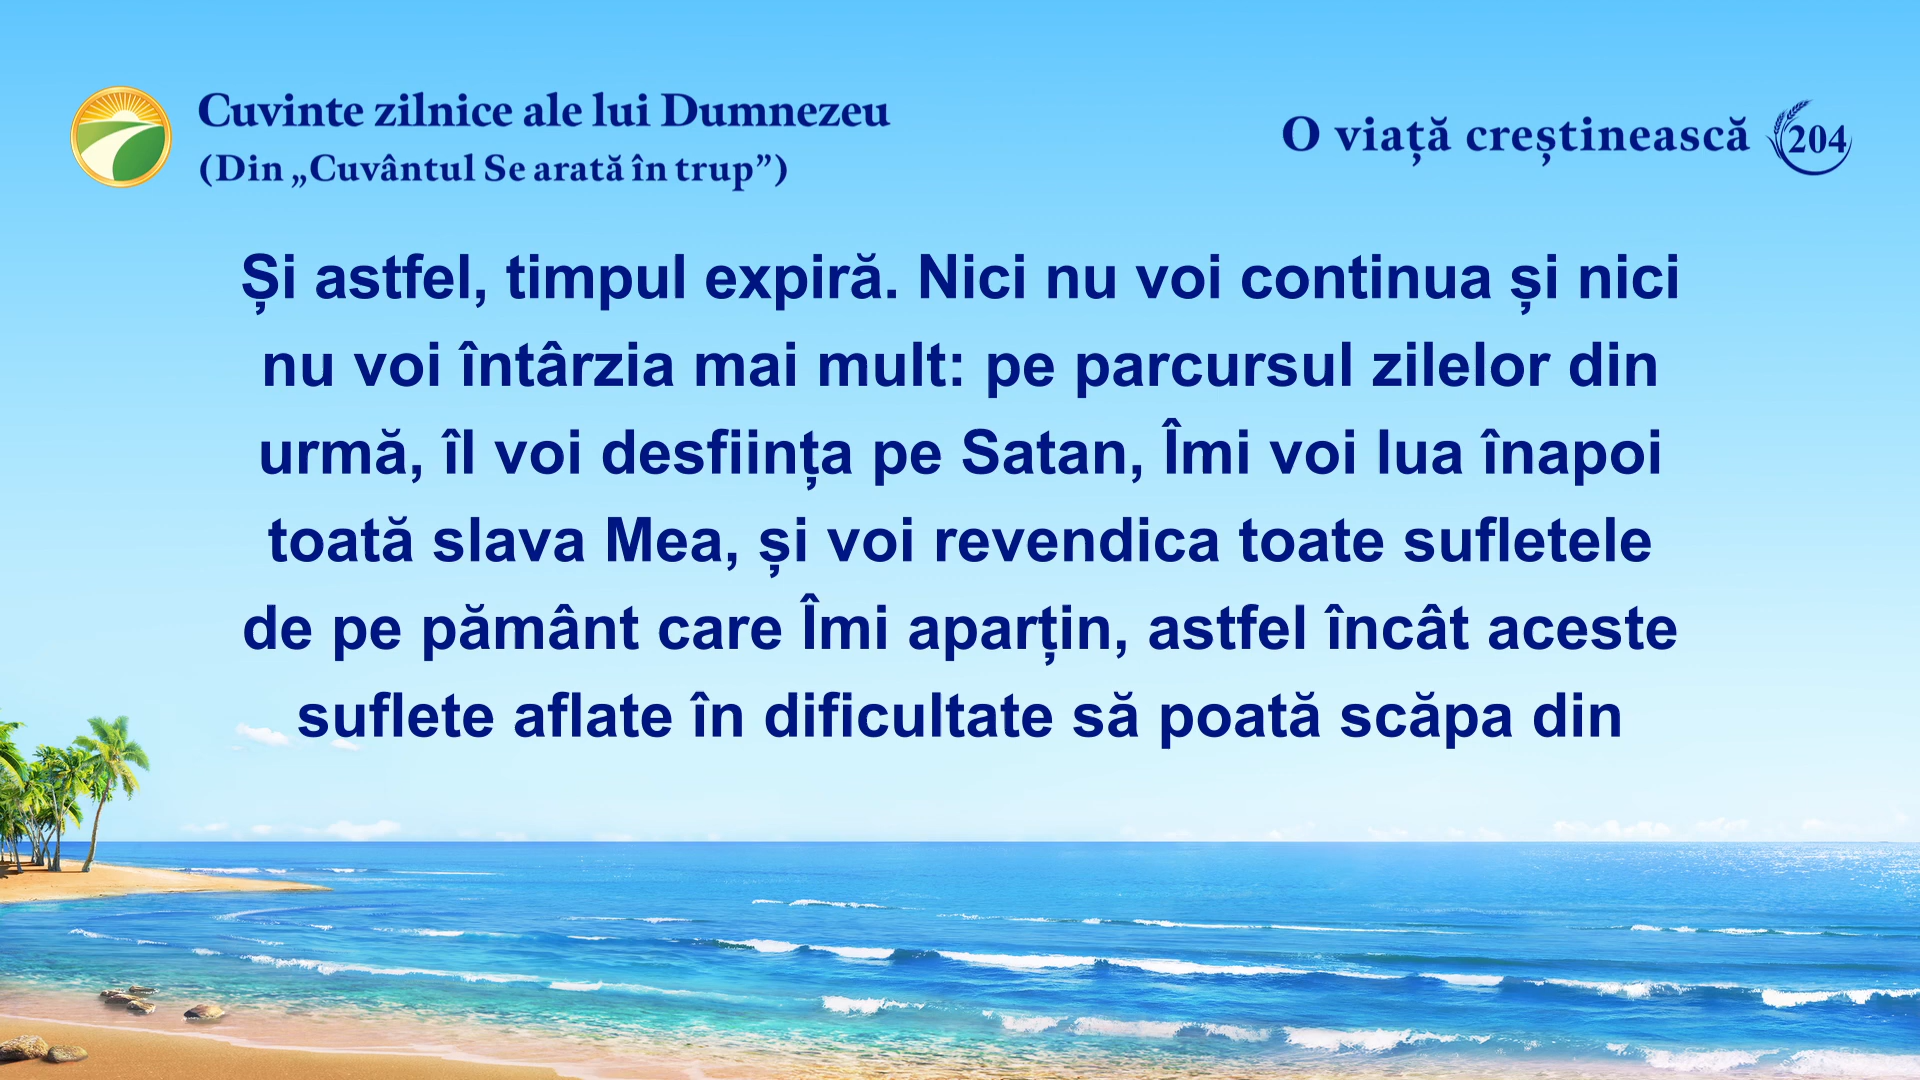 Cuvinte zilnice ale lui Dumnezeu
(Din „Cuvântul Se arată în trup”)
O viață creștinească 204
Și astfel, timpul expiră. Nici nu voi continua și nici
nu voi întârzia mai mult: pe parcursul zilelor din
urmă, îl voi desființa pe Satan, Îmi voi lua înapoi
toată slava Mea, și voi revendica toate sufletele
de pe pământ care Îmi aparțin, astfel încât aceste
suflete aflate în dificultate să poată scăpa din